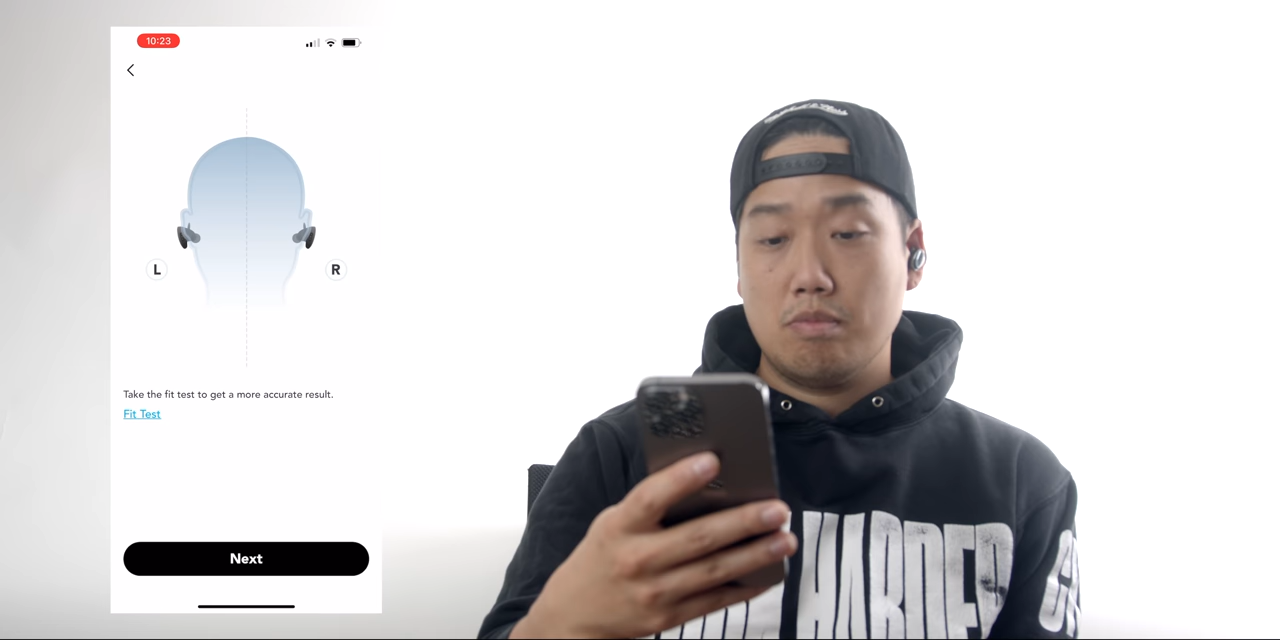 10:23
L
R
Take the fit test to get a more accurate result.
Fit Test
Next
HARDER